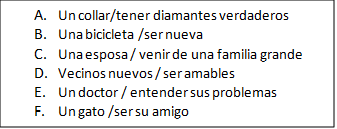 A. Un collar/tener diamantes verdaderos
B. Una bicicleta /ser nueva
C. Una esposa / venir de una familia grande
D. Vecinos nuevos / ser amables
E. Un doctor / entender sus problemas
F. Un gato /ser su amigo